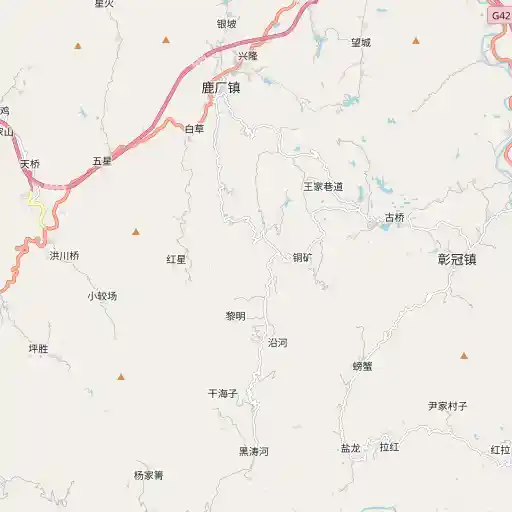 星火
银坡
G42
望城
兴隆
鹿厂镇
鸡
白草
天桥
五星
王家巷道
古桥
洪川桥
红星
铜矿
彰冠镇
小较场
黎明
沿河
坪胜
螃蟹
干海子
尹家村子
盐龙
拉红
黑涛河
红拉
杨家箐